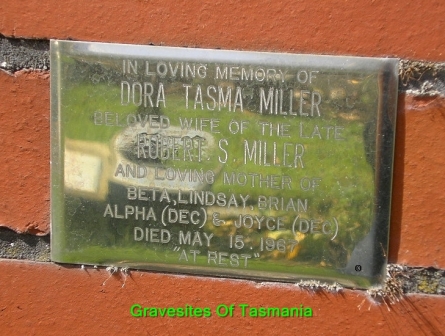 IN LOVING MEMORY OF
DORA TASMA MILLER
BELOVED WIFE OF THE LATE
ROBERT S. MILLER
AND LOVING MOTHER OF
BETA, LINDSAY, BRIAN
ALPHA (DEC) & JOYCE (DEC)
DIED MAY 15. 1967
"AT REST"
Gravesites Of Tasmania